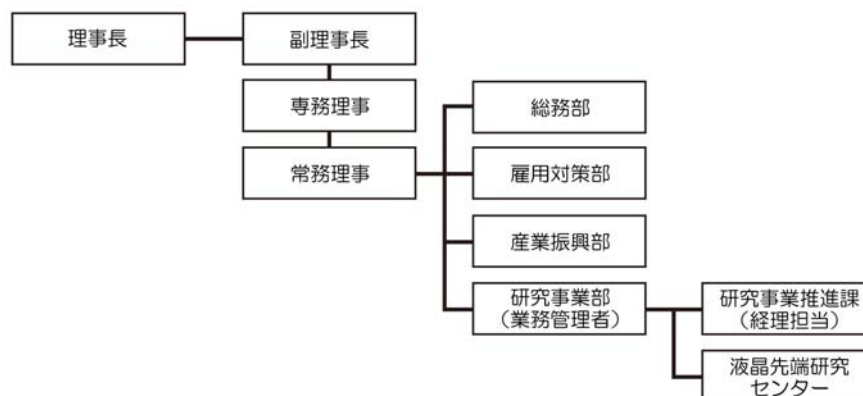 理事長
副理事長
専務理事
常務理事
総務部
雇用対策部
産業振興部
研究事業部
（業務管理者）
研究事業推進課
（経理担当）
液晶先端研究
センター